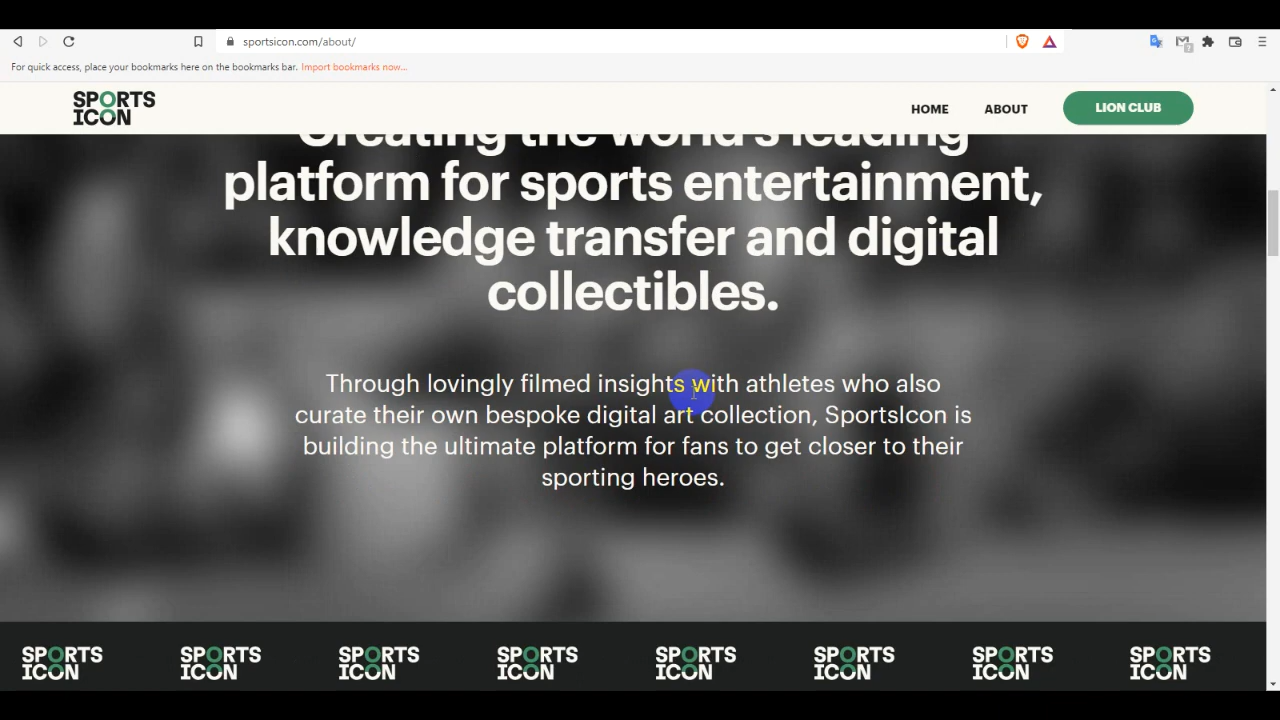 sportsicon.com/about/
For quick access, place your bookmarks here on the bookmarks bar. Import bookmarks now...
SPORTS
ICON
HOME ABOUT LION CLUB
Creating the world's leading
platform for sports entertainment,
knowledge transfer and digital
collectibles.
Through lovingly filmed insights with athletes who also
curate their own bespoke digital art collection, SportsIcon is
building the ultimate platform for fans to get closer to their
sporting heroes.
SPORTS SPORTS SPORTS SPORTS SPORTS SPORTS SPORTS SPORTS
ICON ICON ICON ICON ICON ICON ICON ICON